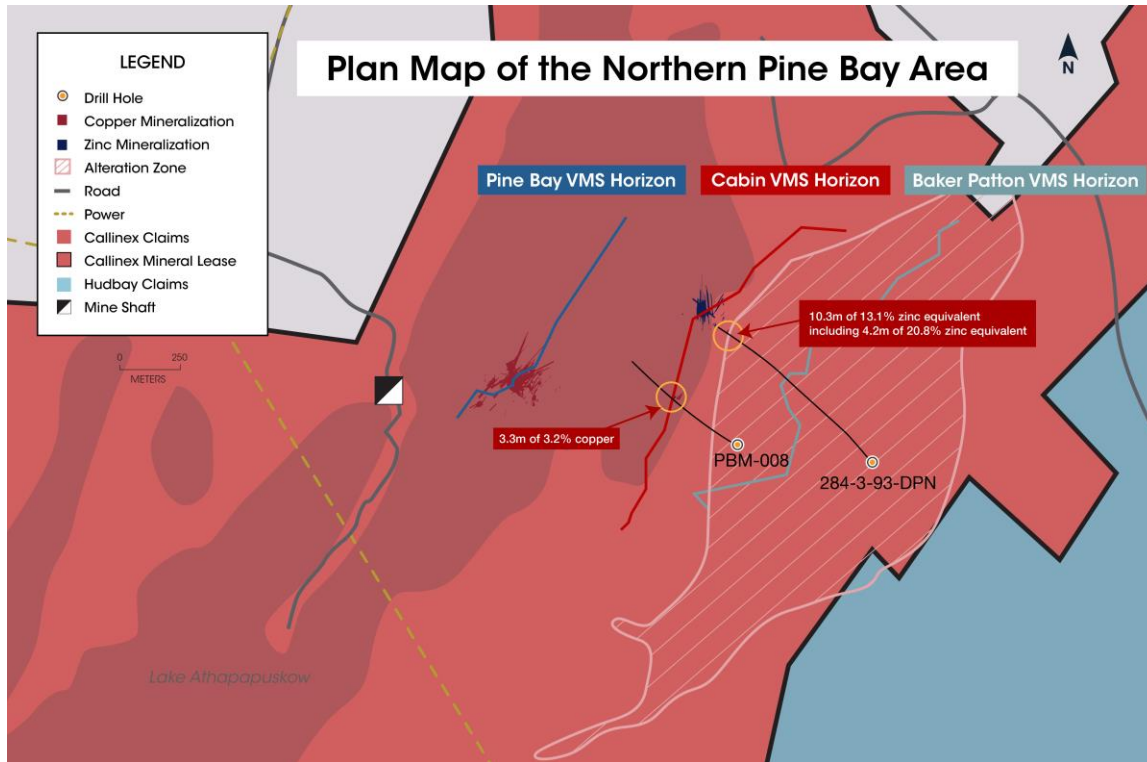 Plan Map of the Northern Pine Bay Area
N
LEGEND
Drill Hole
Copper Mineralization
Zinc Mineralization
Alteration Zone
Road
Power
Callinex Claims
Callinex Mineral Lease
Hudbay Claims
Mine Shaft
0 250
METERS
Pine Bay VMS Horizon
Cabin VMS Horizon
Baker Patton VMS Horizon
10.3m of 13.1% zinc equivalent
including 4.2m of 20.8% zinc equivalent
3.3m of 3.2% copper
PBM-008
284-3-93-DPN
Lake Athapapuskow